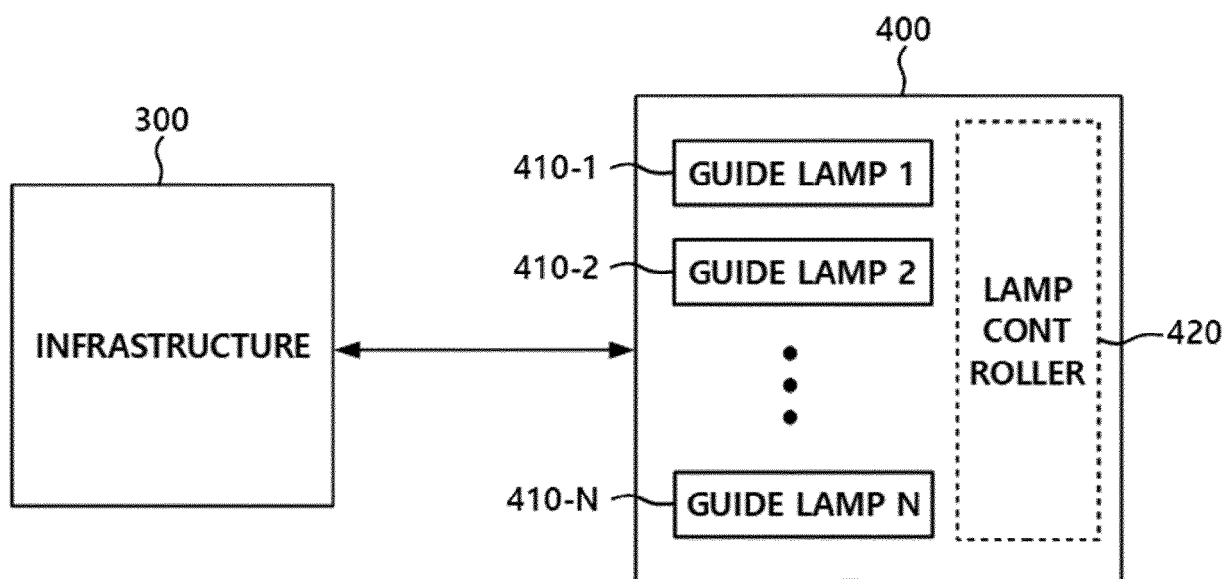 400
300
410-1
GUIDE LAMP 1
410-2
GUIDE LAMP 2
INFRASTRUCTURE
LAMP
CONT
ROLLER
420
410-N
GUIDE LAMP N